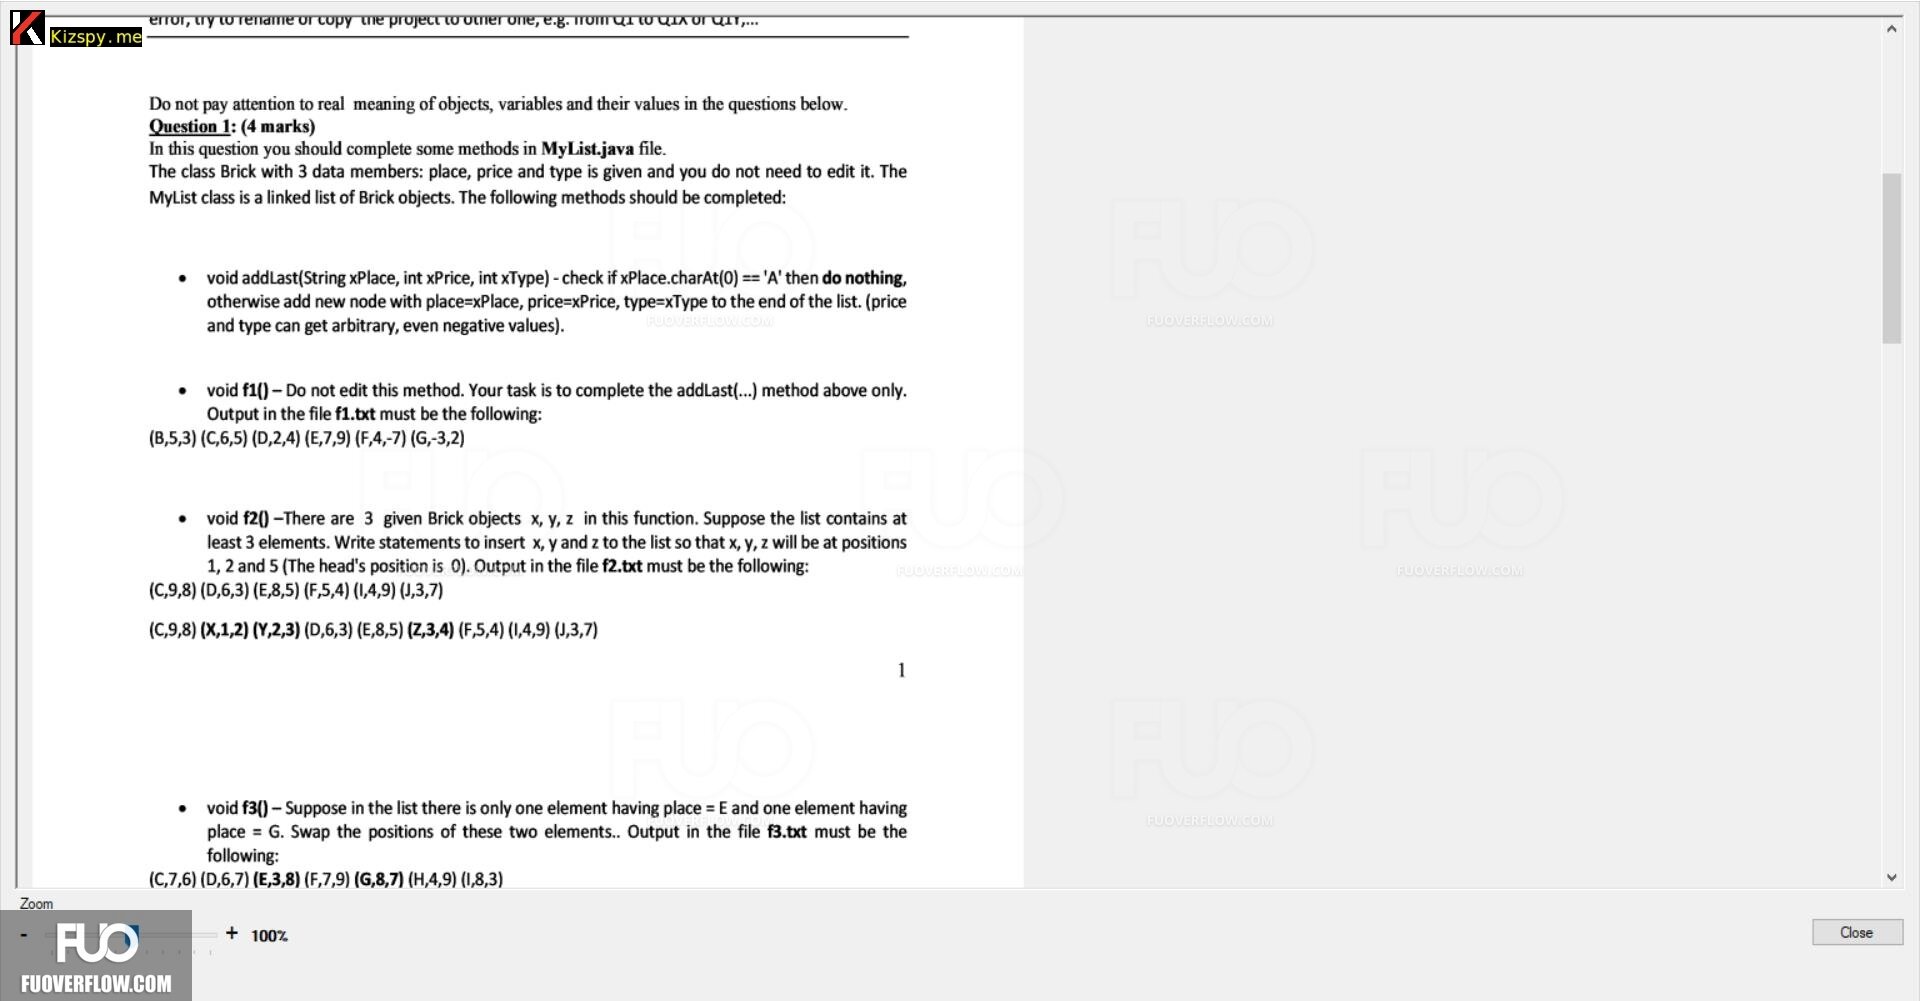 error, try to rename or copy the project to other one, e.g. from Q1 to Q1X or Q1Y,...
Kizspy.me
Do not pay attention to real meaning of objects, variables and their values in the questions below.
Question 1: (4 marks)
In this question you should complete some methods in MyList.java file.
The class Brick with 3 data members: place, price and type is given and you do not need to edit it. The
MyList class is a linked list of Brick objects. The following methods should be completed:
• void addLast(String xPlace, int xPrice, int xType) - check if xPlace.charAt(0) == 'A' then do nothing,
otherwise add new node with place=xPlace, price=xPrice, type=xType to the end of the list. (price
and type can get arbitrary, even negative values).
FUOVERFLOW.COM
FUOVERFLOW.COM
• void f1() – Do not edit this method. Your task is to complete the addLast(...) method above only.
Output in the file f1.txt must be the following:
(B,5,3) (C,6,5) (D,2,4) (E,7,9) (F,4,-7) (G,-3,2)
• void f2() –There are 3 given Brick objects x, y, z in this function. Suppose the list contains at
least 3 elements. Write statements to insert x, y and z to the list so that x, y, z will be at positions
1, 2 and 5 (The head's position is 0). Output in the file f2.txt must be the following:
FUOVERFLOW.COM
FUOVERFLOW.COM
(C,9,8) (D,6,3) (E,8,5) (F,5,4) (I,4,9) (J,3,7)
(C,9,8) (X,1,2) (Y,2,3) (D,6,3) (E,8,5) (Z,3,4) (F,5,4) (I,4,9) (J,3,7)
1
• void f3() – Suppose in the list there is only one element having place = E and one element having
place = G. Swap the positions of these two elements.. Output in the file f3.txt must be the
following:
FUOVERFLOW.COM
(C,7,6) (D,6,7) (E,3,8) (F,7,9) (G,8,7) (H,4,9) (I,8,3)
Zoom
- + 100%
Close
FUO
FUOVERFLOW.COM